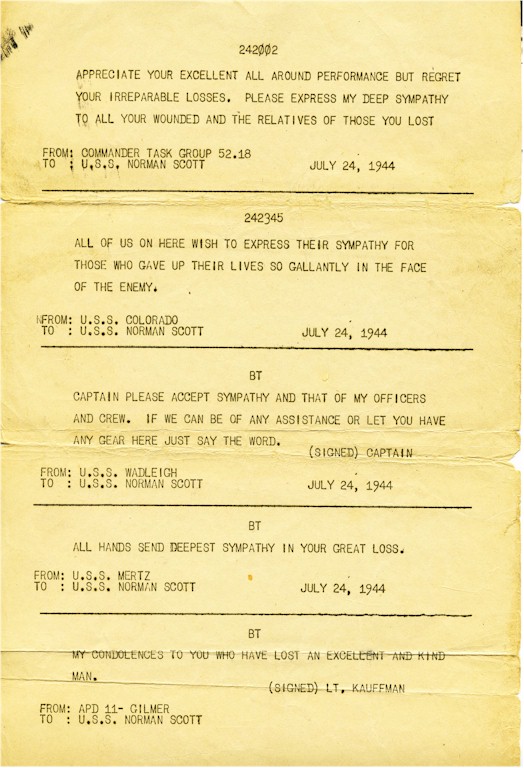 242002
APPRECIATE YOUR EXCELLENT ALL AROUND PERFORMANCE BUT REGRET
YOUR IRREPARABLE LOSSES. PLEASE EXPRESS MY DEEP SYMPATHY
TO ALL YOUR WOUNDED AND THE RELATIVES OF THOSE YOU LOST
FROM: COMMANDER TASK GROUP 52.18
TO : U.S.S. NORMAN SCOTT JULY 24, 1944
242345
ALL OF US ON HERE WISH TO EXPRESS THEIR SYMPATHY FOR
THOSE WHO GAVE UP THEIR LIVES SO GALLANTLY IN THE FACE
OF THE ENEMY.
NFROM: U.S.S. COLORADO
TO : U.S.S. NORMAN SCOTT JULY 24, 1944
BT
CAPTAIN PLEASE ACCEPT SYMPATHY AND THAT OF MY OFFICERS
AND CREW. IF WE CAN BE OF ANY ASSISTANCE OR LET YOU HAVE
ANY GEAR HERE JUST SAY THE WORD.
(SIGNED) CAPTAIN
FROM: U.S.S. WADLEIGH
TO : U.S.S. NORMAN SCOTT JULY 24, 1944
BT
ALL HANDS SEND DEEPEST SYMPATHY IN YOUR GREAT LOSS.
FROM: U.S.S. MERTZ
TO : U.S.S. NORMAN SCOTT JULY 24, 1944
BT
MY CONDOLENCES TO YOU WHO HAVE LOST AN EXCELLENT AND KIND
MAN.
(SIGNED) LT, KAUFFMAN
FROM: APD 11- GILMER
TO : U.S.S. NORMAN SCOTT